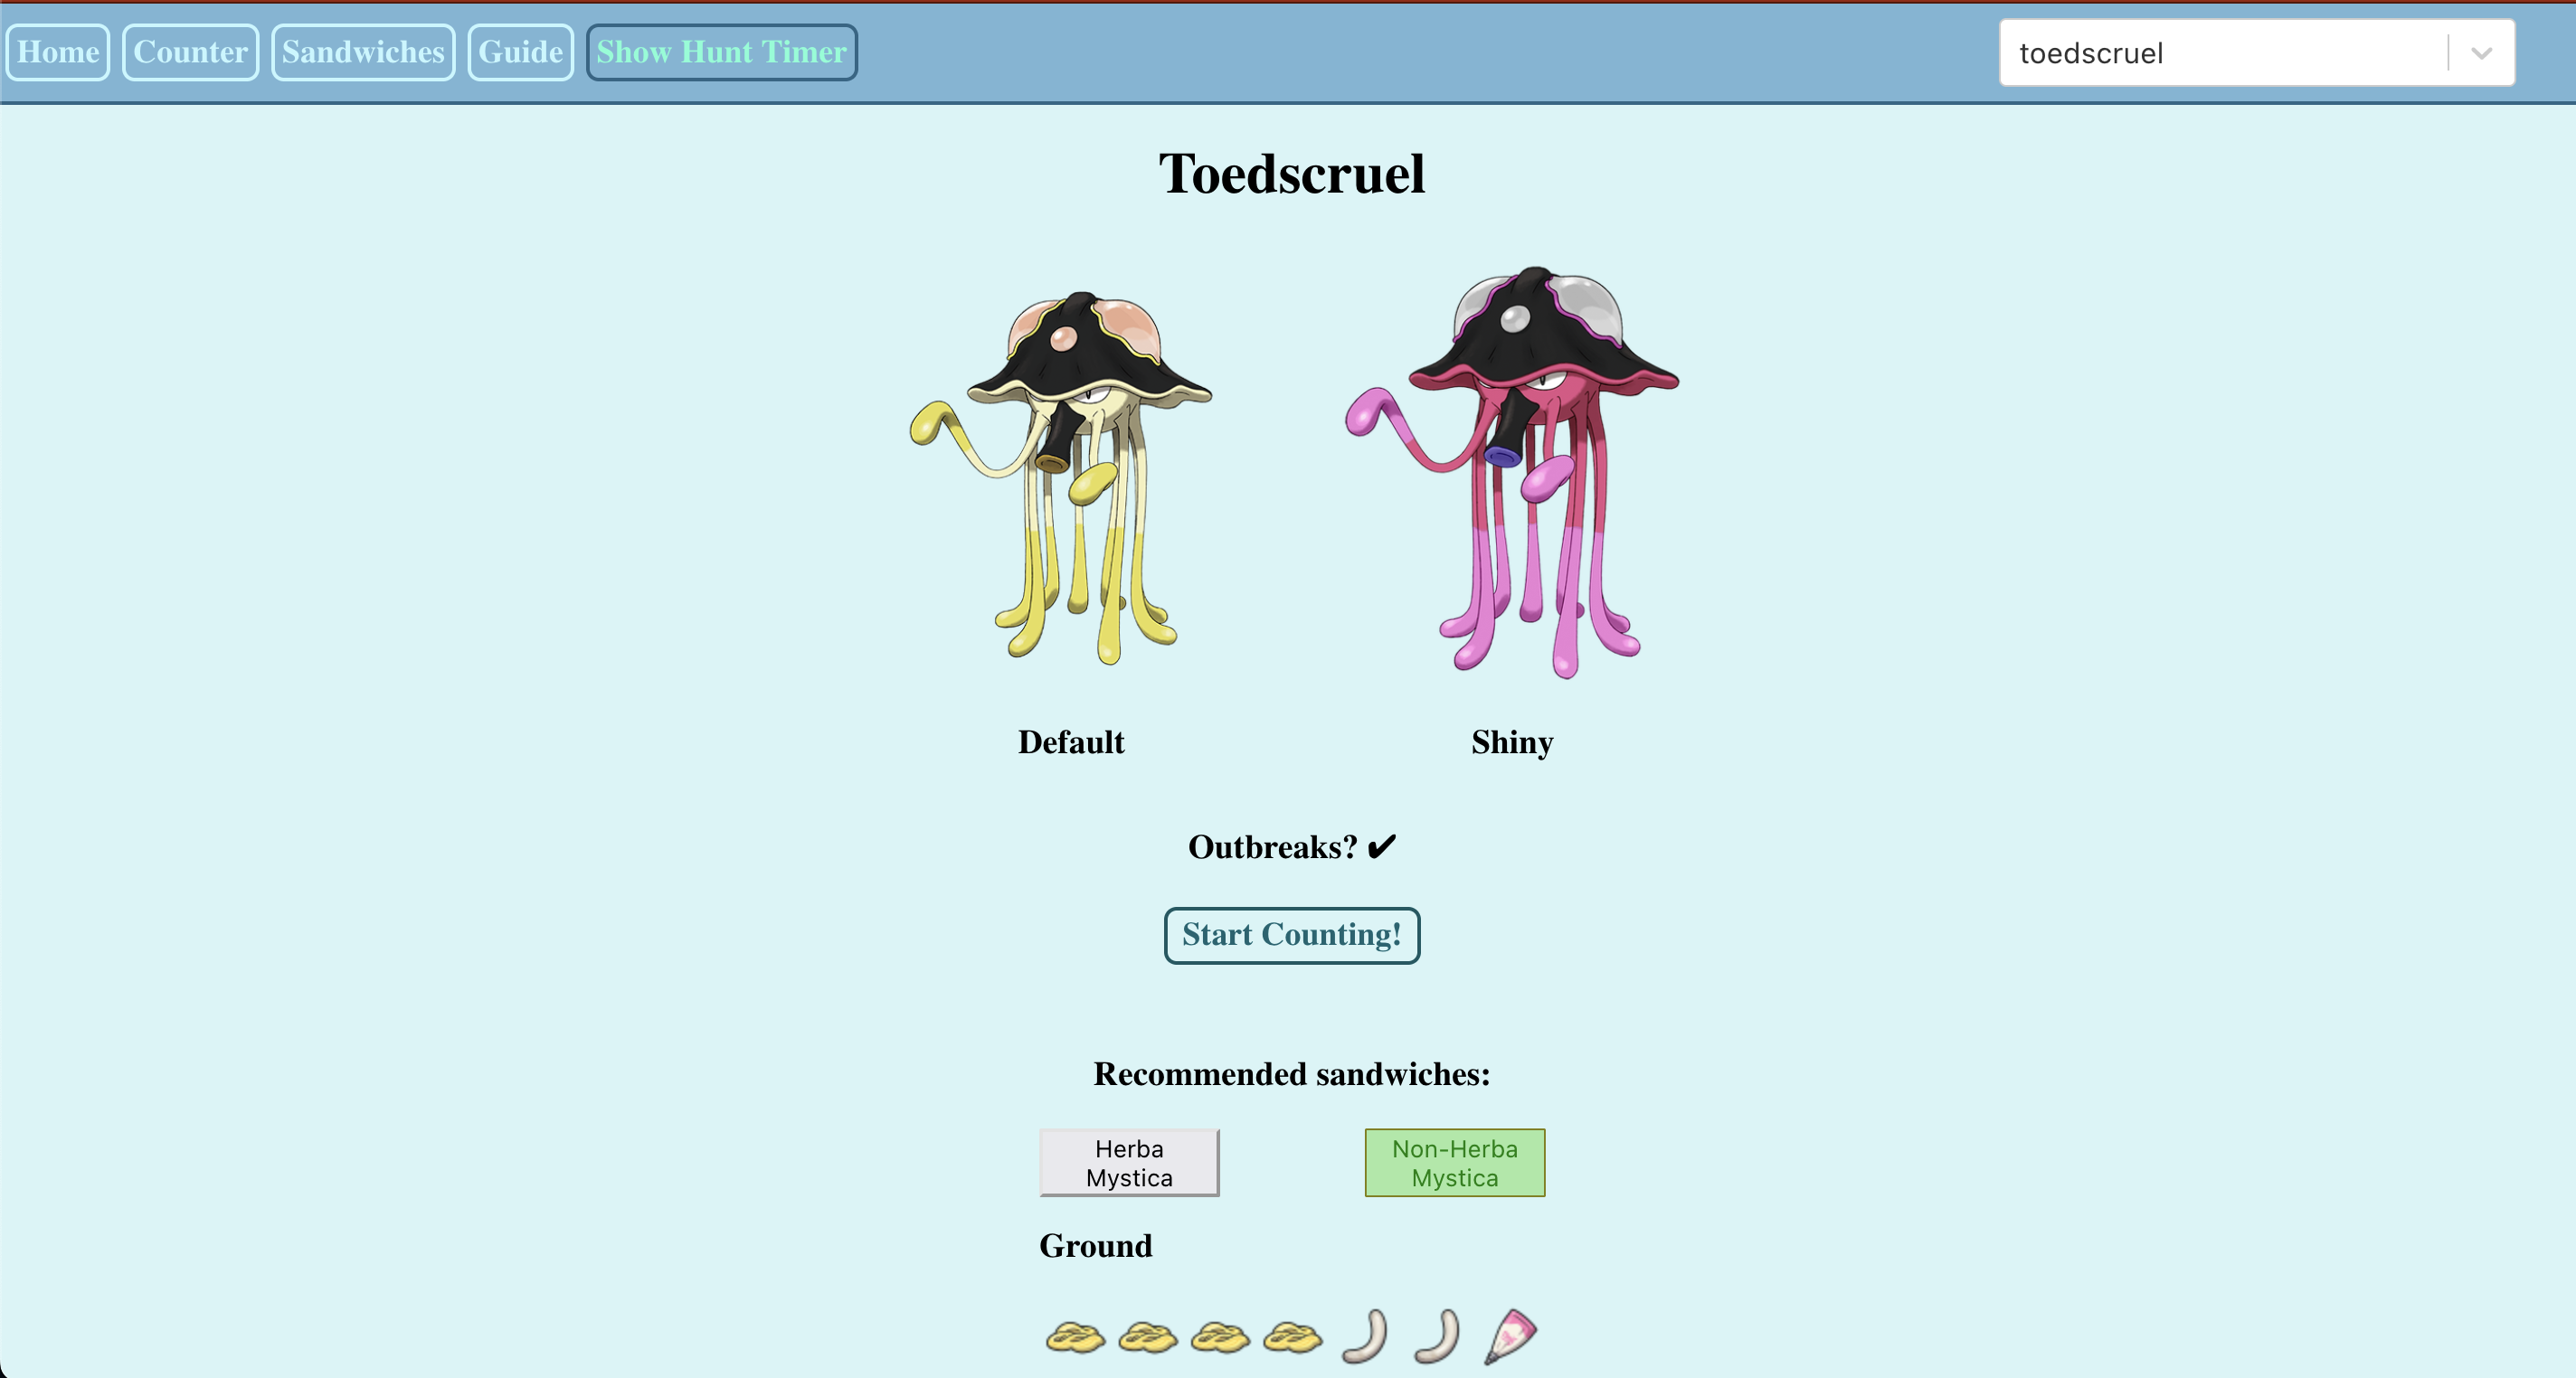 Home Counter Sandwiches Guide Show Hunt Timer toedscruel
Toedscruel
Default Shiny
Outbreaks? ✔
Start Counting!
Recommended sandwiches:
Herba Non-Herba
Mystica Mystica
Ground